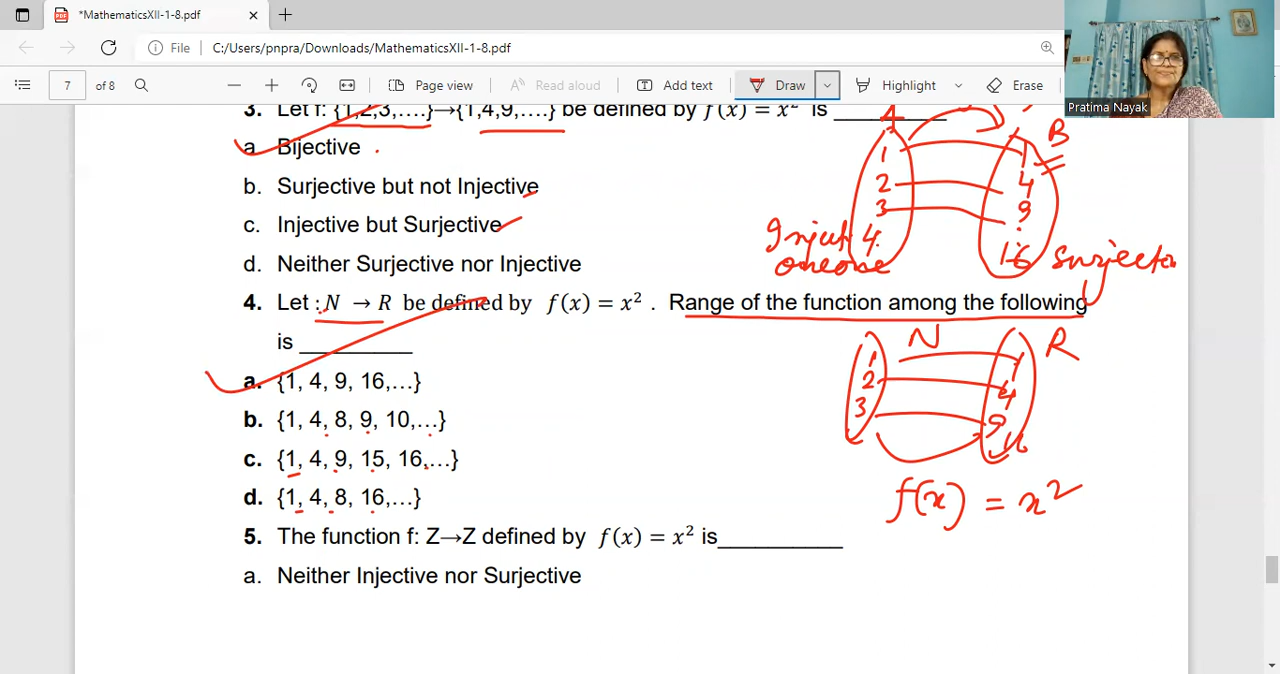 *MathematicsXII-1-8.pdf
File C:/Users/pnpra/Downloads/MathematicsXII-1-8.pdf
7 of 8 Page view Read aloud Add text Draw Highlight Erase
Pratima Nayak
3. Let f: {1,2,3,….}→{1,4,9,….} be defined by f(x) = x² is ________
a Bijective
b. Surjective but not Injective
c. Injective but Surjective
d. Neither Surjective nor Injective
A
B
1 1
2 4
3 9
4 16
Inject
oneone
Surjector
4. Let : N → R be defined by f(x) = x² . Range of the function among the following
is ________
a. {1, 4, 9, 16,…}
b. {1, 4, 8, 9, 10,…}
c. {1, 4, 9, 15, 16,…}
d. {1, 4, 8, 16,…}
N R
1 1
2 4
3 9
16
f(x) = x²
5. The function f: Z→Z defined by f(x) = x² is_________
a. Neither Injective nor Surjective